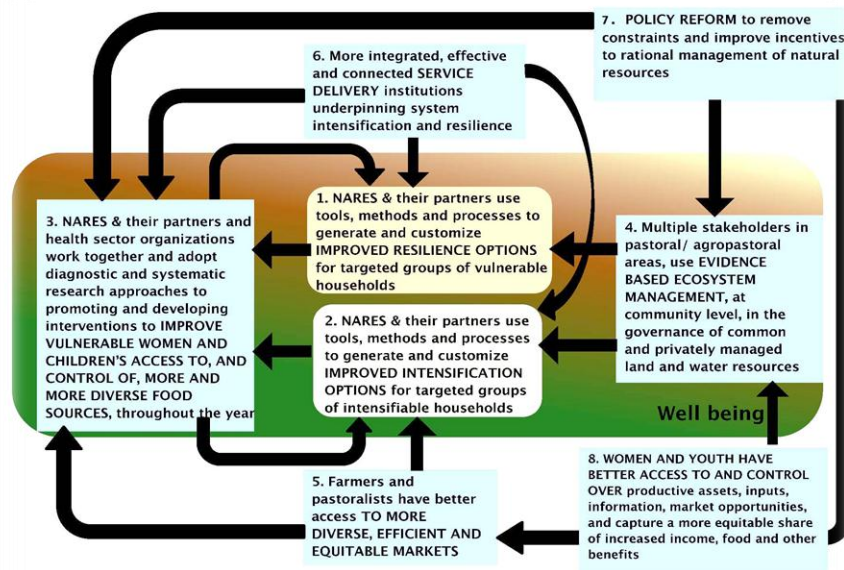 7. POLICY REFORM to remove
constraints and improve incentives
to rational management of natural
resources
6. More integrated, effective
and connected SERVICE
DELIVERY institutions
underpinning system
intensification and resilience
3. NARES & their partners and
health sector organizations
work together and adopt
diagnostic and systematic
research approaches to
promoting and developing
interventions to IMPROVE
VULNERABLE WOMEN AND
CHILDREN'S ACCESS TO, AND
CONTROL OF, MORE AND
MORE DIVERSE FOOD
SOURCES, throughout the year
1. NARES & their partners use
tools, methods and processes to
generate and customize
IMPROVED RESILIENCE OPTIONS
for targeted groups of vulnerable
households
2. NARES & their partners use
tools, methods and processes
to generate and customize
IMPROVED INTENSIFICATION
OPTIONS for targeted groups
of intensifiable households
4. Multiple stakeholders in
pastoral/ agropastoral
areas, use EVIDENCE
BASED ECOSYSTEM
MANAGEMENT, at
community level, in the
governance of common
and privately managed
land and water resources
Well being
5. Farmers and
pastoralists have better
access TO MORE
DIVERSE, EFFICIENT AND
EQUITABLE MARKETS
8. WOMEN AND YOUTH HAVE
BETTER ACCESS TO AND CONTROL
OVER productive assets, inputs,
information, market opportunities,
and capture a more equitable share
of increased income, food and other
benefits